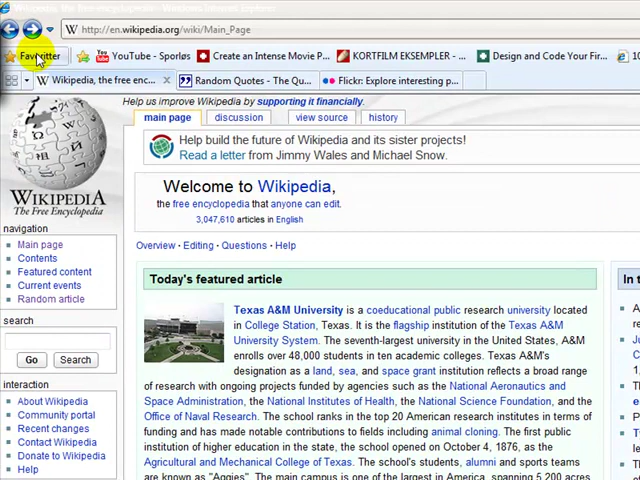 http://en.wikipedia.org/wiki/Main_Page
Favoritter
YouTube - Sporløs
Create an Intense Movie P...
KORTFILM EKSEMPLER - ...
Design and Code Your Fir...
Wikipedia, the free enc...
Random Quotes - The Qu...
Flickr: Explore interesting p...
Help us improve Wikipedia by supporting it financially.
main page
discussion
view source
history
Help build the future of Wikipedia and its sister projects!
Read a letter from Jimmy Wales and Michael Snow.
WIKIPEDIA
The Free Encyclopedia
Welcome to Wikipedia,
the free encyclopedia that anyone can edit.
3,047,610 articles in English
navigation
Main page
Contents
Featured content
Current events
Random article
search
Go
Search
interaction
About Wikipedia
Community portal
Recent changes
Contact Wikipedia
Donate to Wikipedia
Help
Overview · Editing · Questions · Help
Today's featured article
Texas A&M University is a coeducational public research university located
in College Station, Texas. It is the flagship institution of the Texas A&M
University System. The seventh-largest university in the United States, A&M
enrolls over 48,000 students in ten academic colleges. Texas A&M's
designation as a land, sea, and space grant institution reflects a broad range
of research with ongoing projects funded by agencies such as the National Aeronautics and
Space Administration, the National Institutes of Health, the National Science Foundation, and the
Office of Naval Research. The school ranks in the top 20 American research institutes in terms of
funding and has made notable contributions to fields including animal cloning. The first public
institution of higher education in the state, the school opened on October 4, 1876, as the
Agricultural and Mechanical College of Texas. The school's students, alumni and sports teams
are known as "Aggies". The main campus is one of the largest in America, spanning 5,200 acres
In t